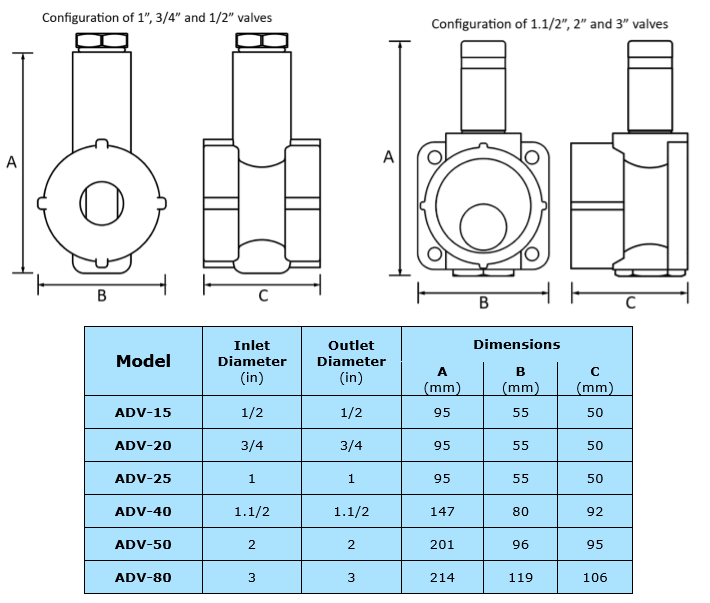 Configuration of 1”, 3/4” and 1/2” valves
Configuration of 1.1/2”, 2” and 3” valves
A
B
C
A
B
C
Model
Inlet Diameter (in)
Outlet Diameter (in)
Dimensions
A (mm)
B (mm)
C (mm)
ADV-15 1/2 1/2 95 55 50
ADV-20 3/4 3/4 95 55 50
ADV-25 1 1 95 55 50
ADV-40 1.1/2 1.1/2 147 80 92
ADV-50 2 2 201 96 95
ADV-80 3 3 214 119 106